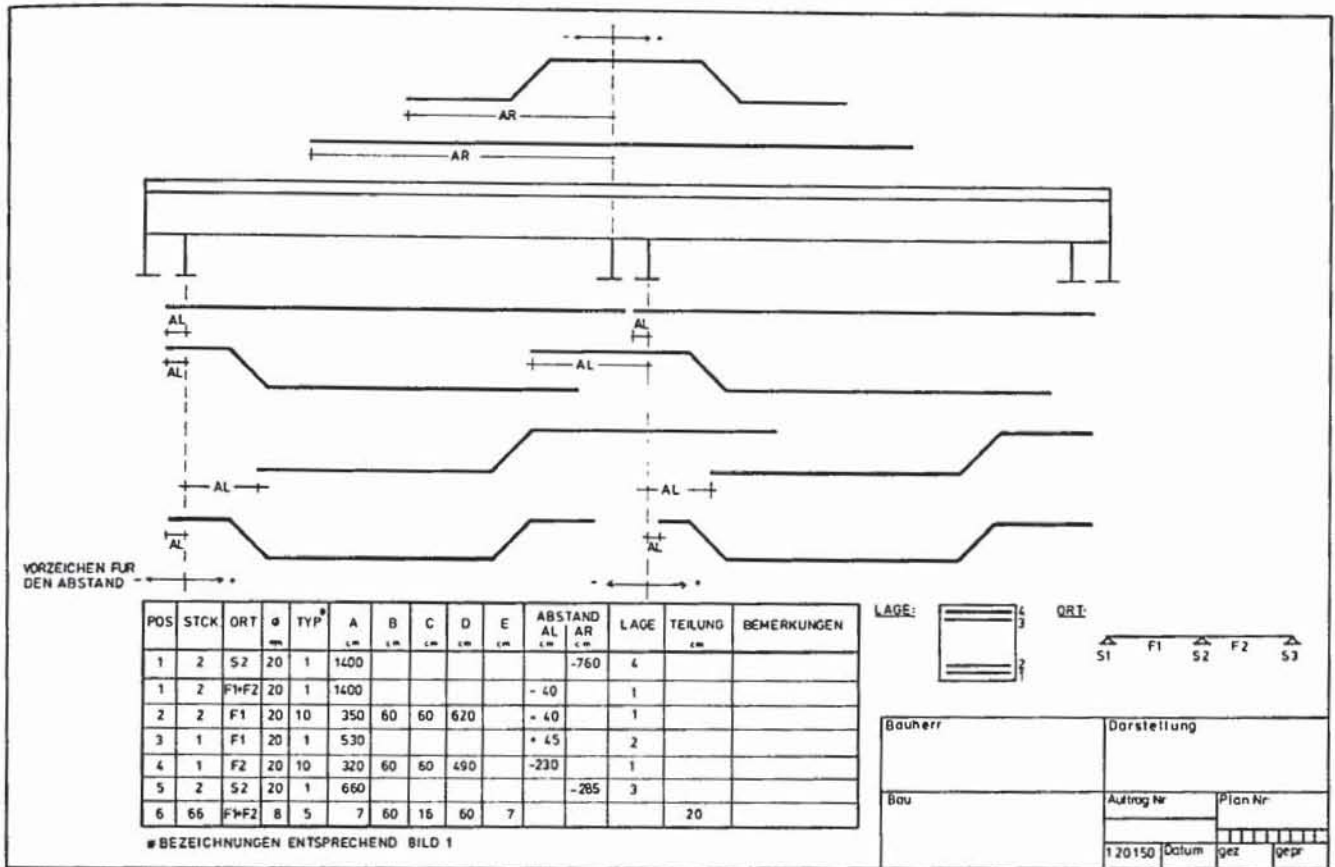 - +
AR
AR
AL
AL
AL
AL
AL
AL
AL
AL
VORZEICHEN FUR
DEN ABSTAND - +
- +
POS STCK ORT ø mm TYP* A cm B cm C cm D cm E cm ABSTAND AL cm AR cm LAGE TEILUNG cm BEMERKUNGEN
1 2 S2 20 1 1400 -760 4
1 2 F1+F2 20 1 1400 - 40 1
2 2 F1 20 10 350 60 60 620 - 40 1
3 1 F1 20 1 530 + 45 2
4 1 F2 20 10 320 60 60 490 -230 1
5 2 S2 20 1 660 -285 3
6 66 F1+F2 8 5 7 60 16 60 7 20
* BEZEICHNUNGEN ENTSPRECHEND BILD 1
LAGE:
4
3
2
1
ORT:
S1 F1 S2 F2 S3
Bauherr
Darstellung
Bau
Auftrag Nr
Plan Nr
1 20 1 50 Datum gez gepr